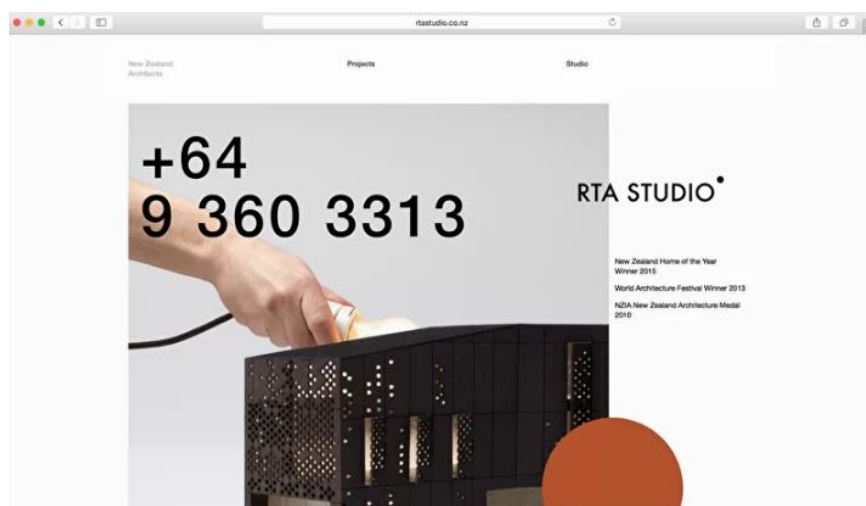 rtastudio.co.nz
New Zealand
Architects
Projects
Studio
+64
9 360 3313
RTA STUDIO
New Zealand Home of the Year
Winner 2015
World Architecture Festival Winner 2013
NZIA New Zealand Architecture Medal
2010